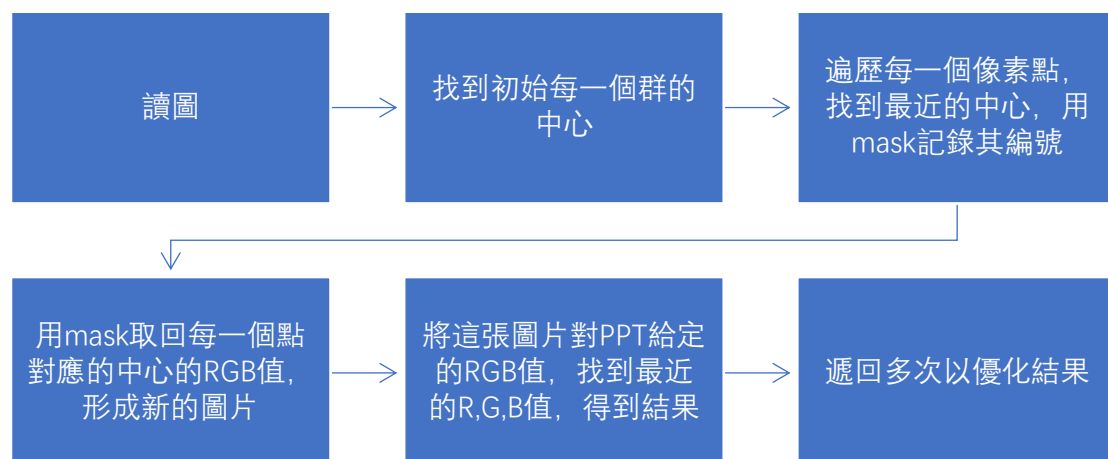 讀圖
找到初始每一個群的
中心
遍歷每一個像素點，
找到最近的中心，用
mask記錄其編號
用mask取回每一個點
對應的中心的RGB值，
形成新的圖片
將這張圖片對PPT給定
的RGB值，找到最近
的R,G,B值，得到結果
遞回多次以優化結果